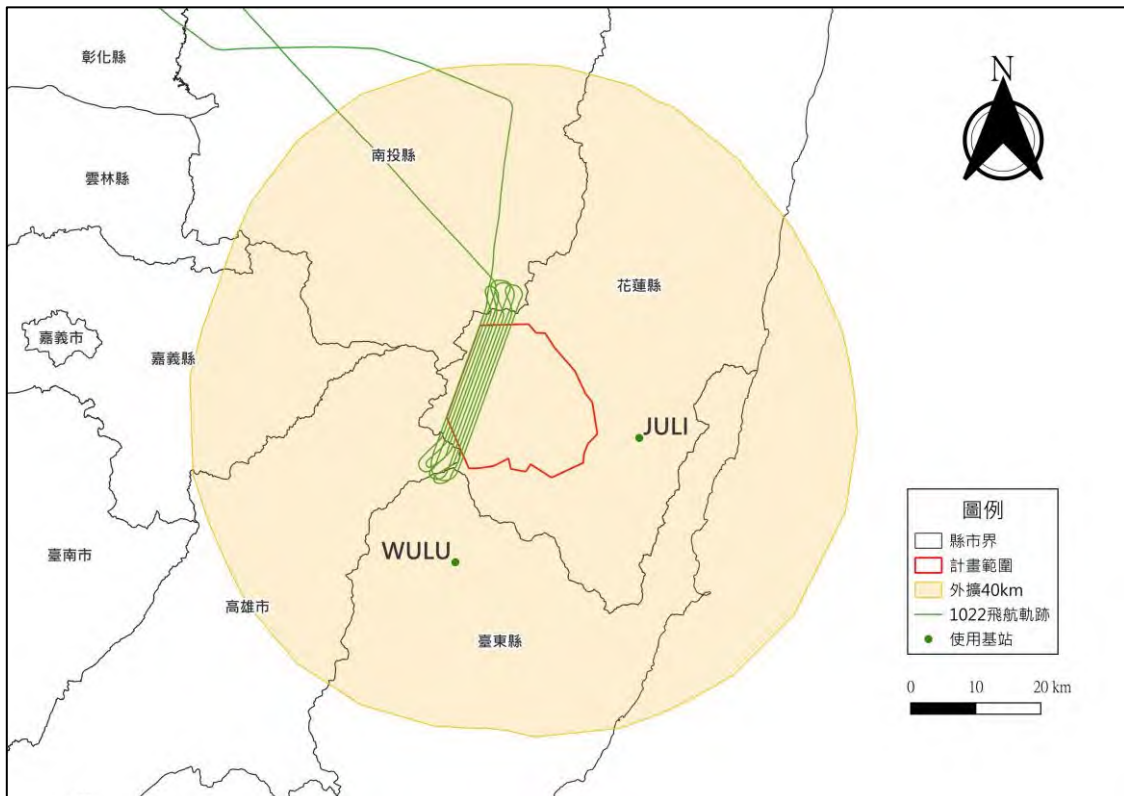 N
彰化縣
南投縣
雲林縣
花蓮縣
嘉義市
嘉義縣
JULI
臺南市
WULU
高雄市
臺東縣
圖例
縣市界
計畫範圍
外擴40km
1022飛航軌跡
使用基站
0 10 20 km